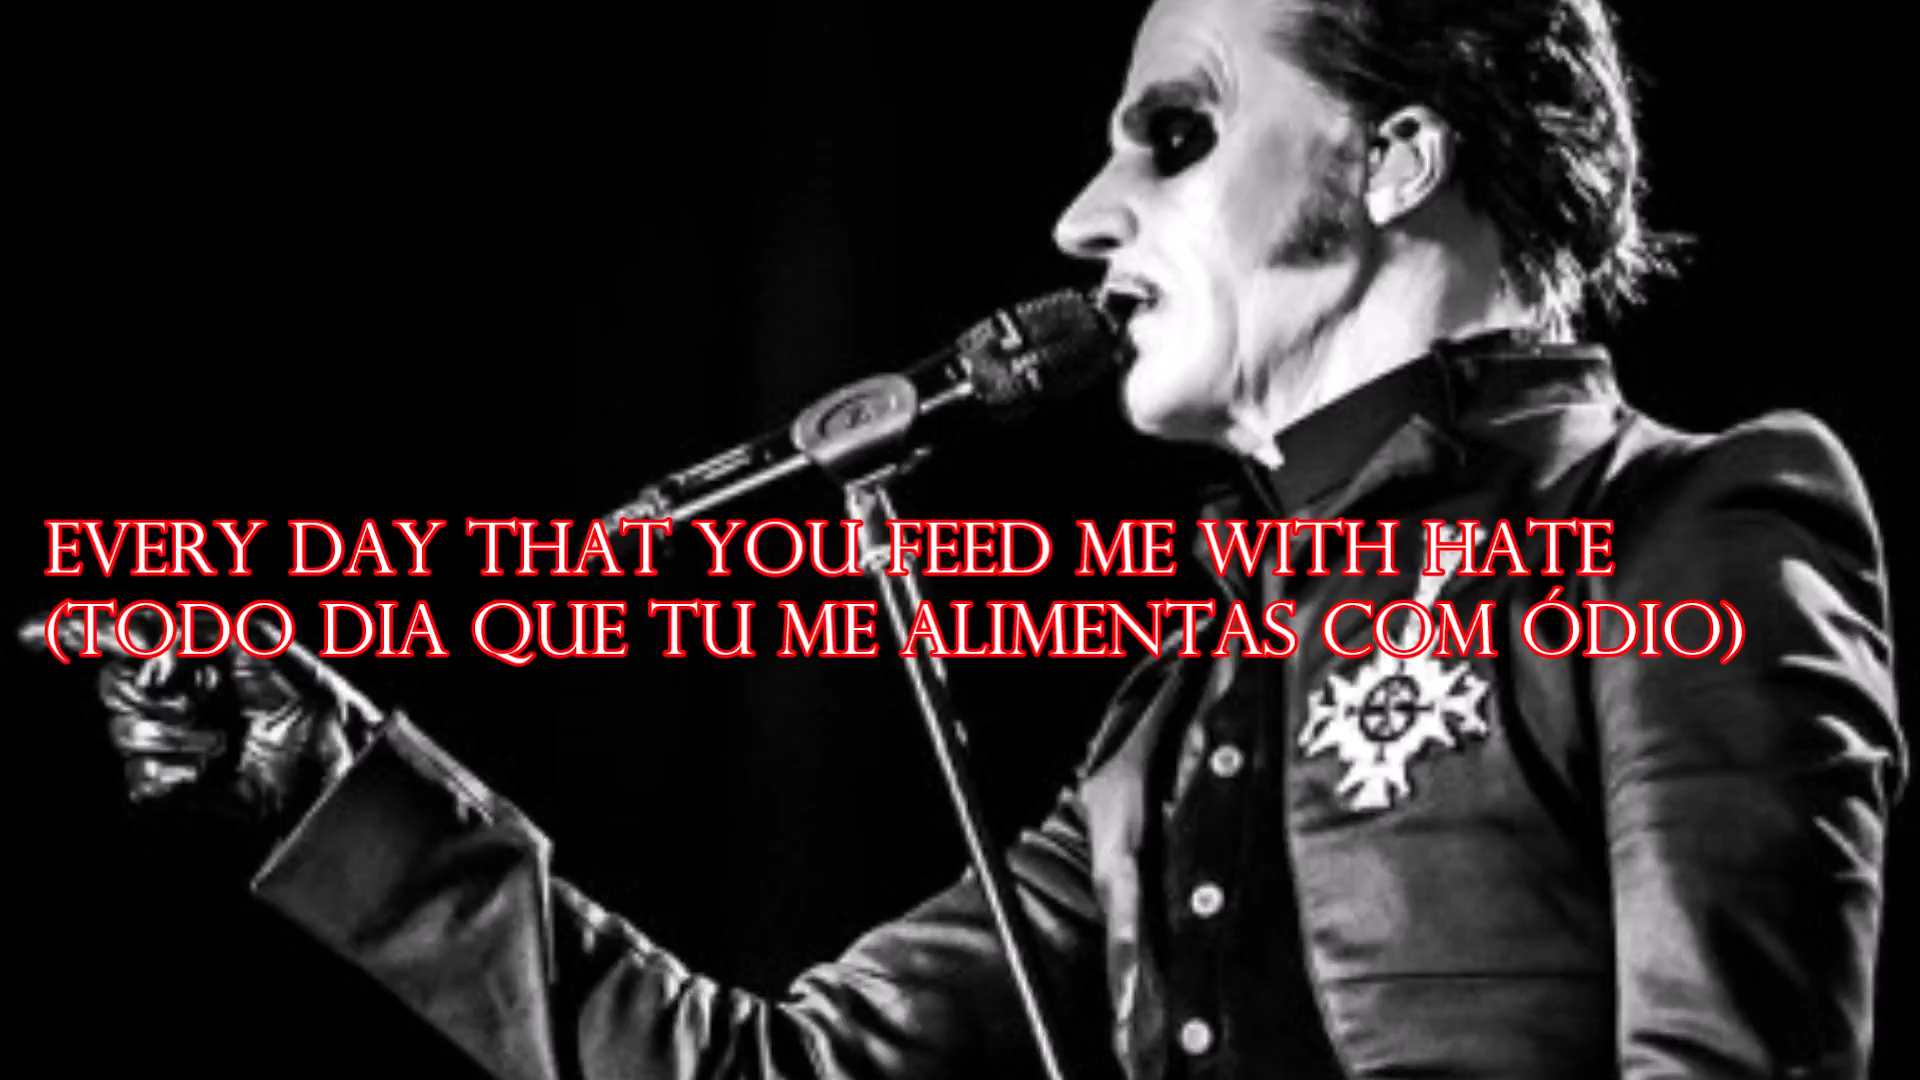 EVERY DAY THAT YOU FEED ME WITH HATE
(TODO DIA QUE TU ME ALIMENTAS COM ÓDIO)